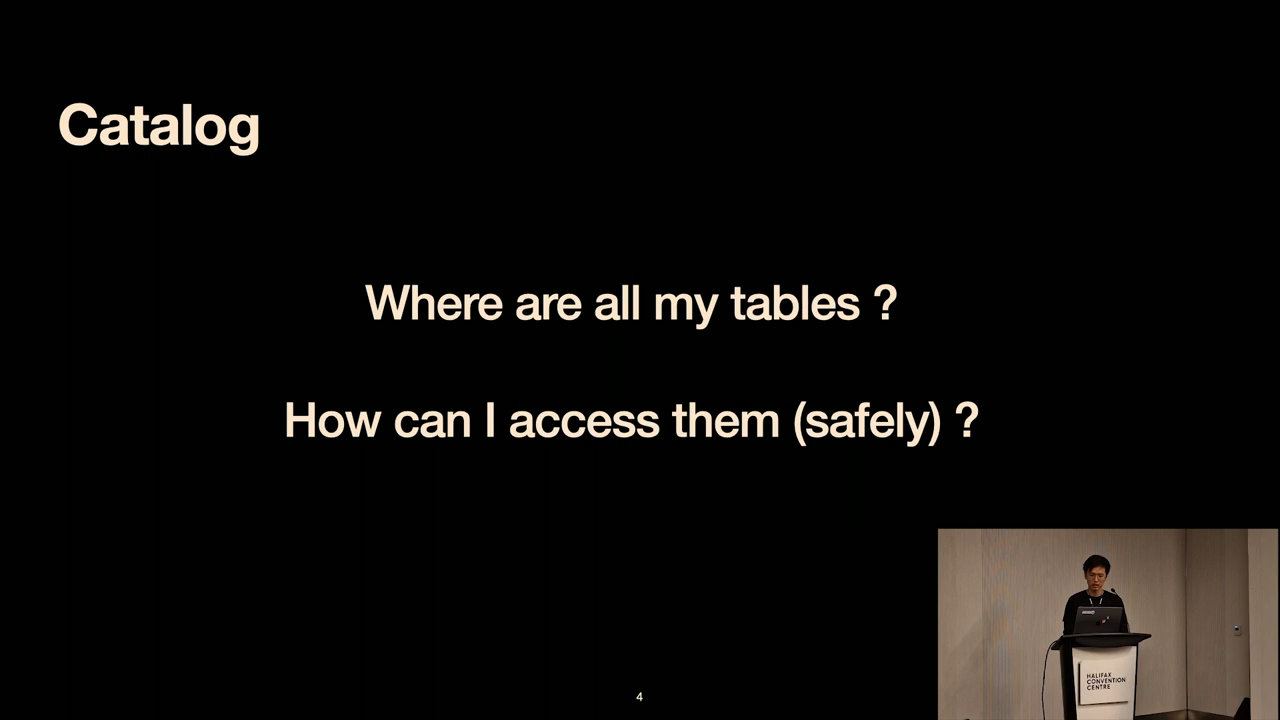 Catalog
Where are all my tables ?
How can I access them (safely) ?
HALIFAX
CONVENTION
CENTRE
4